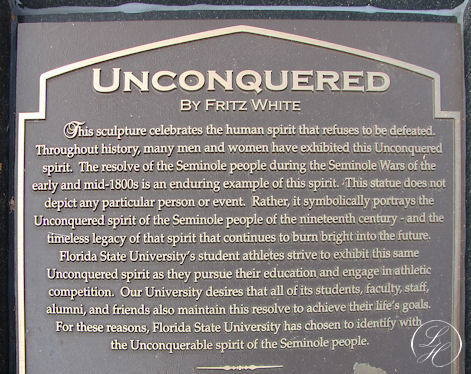 UNCONQUERED
BY FRITZ WHITE
This sculpture celebrates the human spirit that refuses to be defeated.
Throughout history, many men and women have exhibited this Unconquered
spirit. The resolve of the Seminole people during the Seminole Wars of the
early and mid-1800s is an enduring example of this spirit. This statue does not
depict any particular person or event. Rather, it symbolically portrays the
Unconquered spirit of the Seminole people of the nineteenth century - and the
timeless legacy of that spirit that continues to burn bright into the future.
Florida State University's student athletes strive to exhibit this same
Unconquered spirit as they pursue their education and engage in athletic
competition. Our University desires that all of its students, faculty, staff,
alumni, and friends also maintain this resolve to achieve their life's goals.
For these reasons, Florida State University has chosen to identify with
the Unconquerable spirit of the Seminole people.
LH